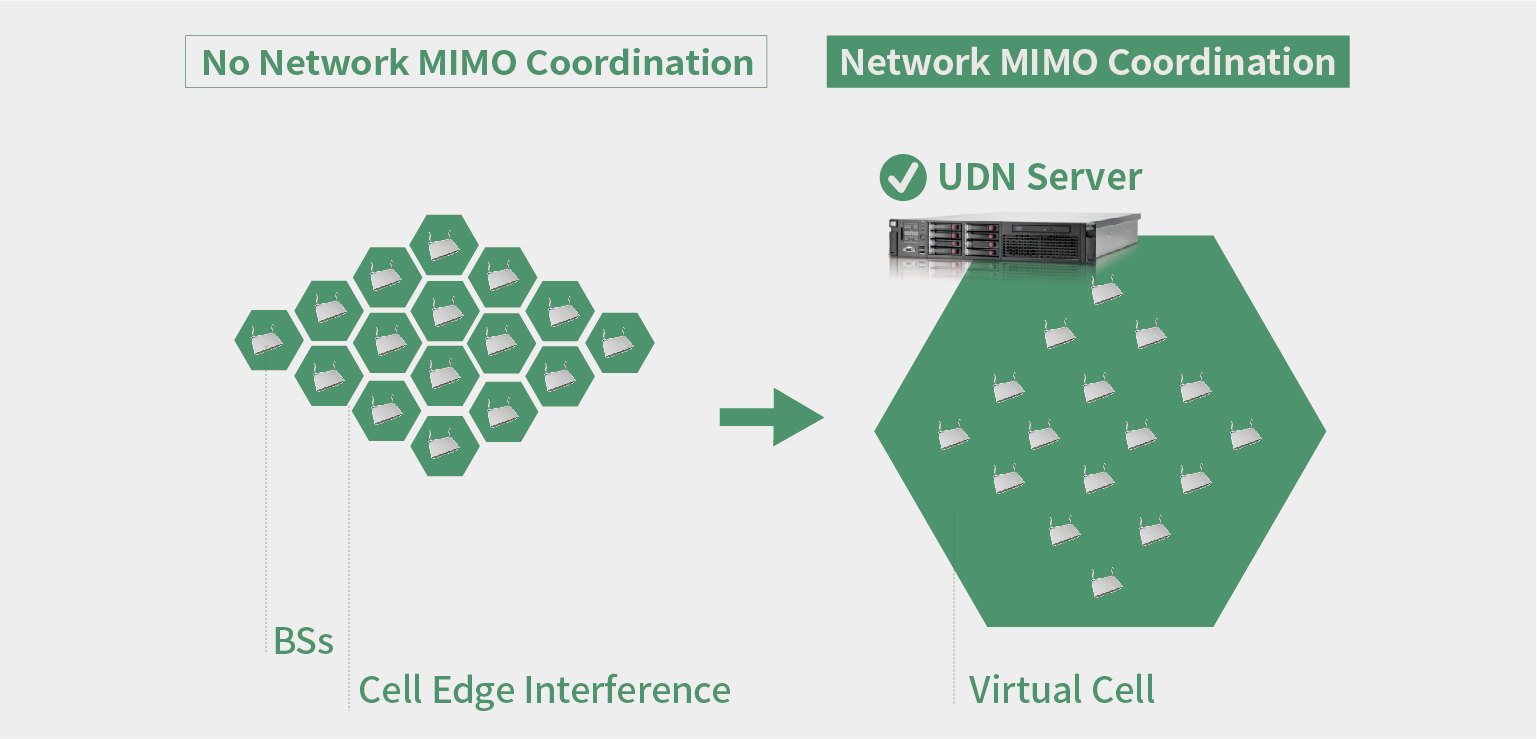 No Network MIMO Coordination
Network MIMO Coordination
UDN Server
BSs
Cell Edge Interference
Virtual Cell